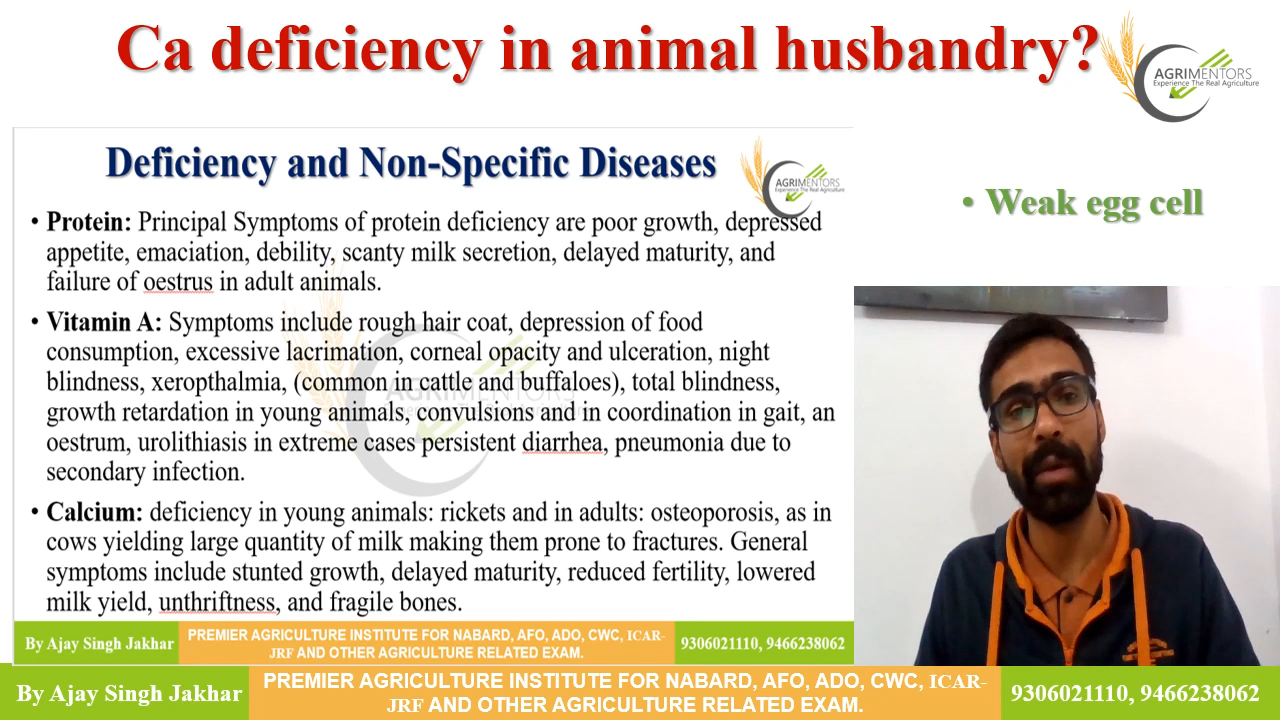 Ca deficiency in animal husbandry?
AGRIMENTORS
Experience The Real Agriculture
Deficiency and Non-Specific Diseases
AGRIMENTORS
Experience The Real Agriculture
• Protein: Principal Symptoms of protein deficiency are poor growth, depressed
appetite, emaciation, debility, scanty milk secretion, delayed maturity, and
failure of oestrus in adult animals.
• Vitamin A: Symptoms include rough hair coat, depression of food
consumption, excessive lacrimation, corneal opacity and ulceration, night
blindness, xeropthalmia, (common in cattle and buffaloes), total blindness,
growth retardation in young animals, convulsions and in coordination in gait, an
oestrum, urolithiasis in extreme cases persistent diarrhea, pneumonia due to
secondary infection.
• Calcium: deficiency in young animals: rickets and in adults: osteoporosis, as in
cows yielding large quantity of milk making them prone to fractures. General
symptoms include stunted growth, delayed maturity, reduced fertility, lowered
milk yield, unthriftness, and fragile bones.
By Ajay Singh Jakhar
PREMIER AGRICULTURE INSTITUTE FOR NABARD, AFO, ADO, CWC, ICAR-
JRF AND OTHER AGRICULTURE RELATED EXAM.
9306021110, 9466238062
• Weak egg cell
By Ajay Singh Jakhar
PREMIER AGRICULTURE INSTITUTE FOR NABARD, AFO, ADO, CWC, ICAR-
JRF AND OTHER AGRICULTURE RELATED EXAM.
9306021110, 9466238062